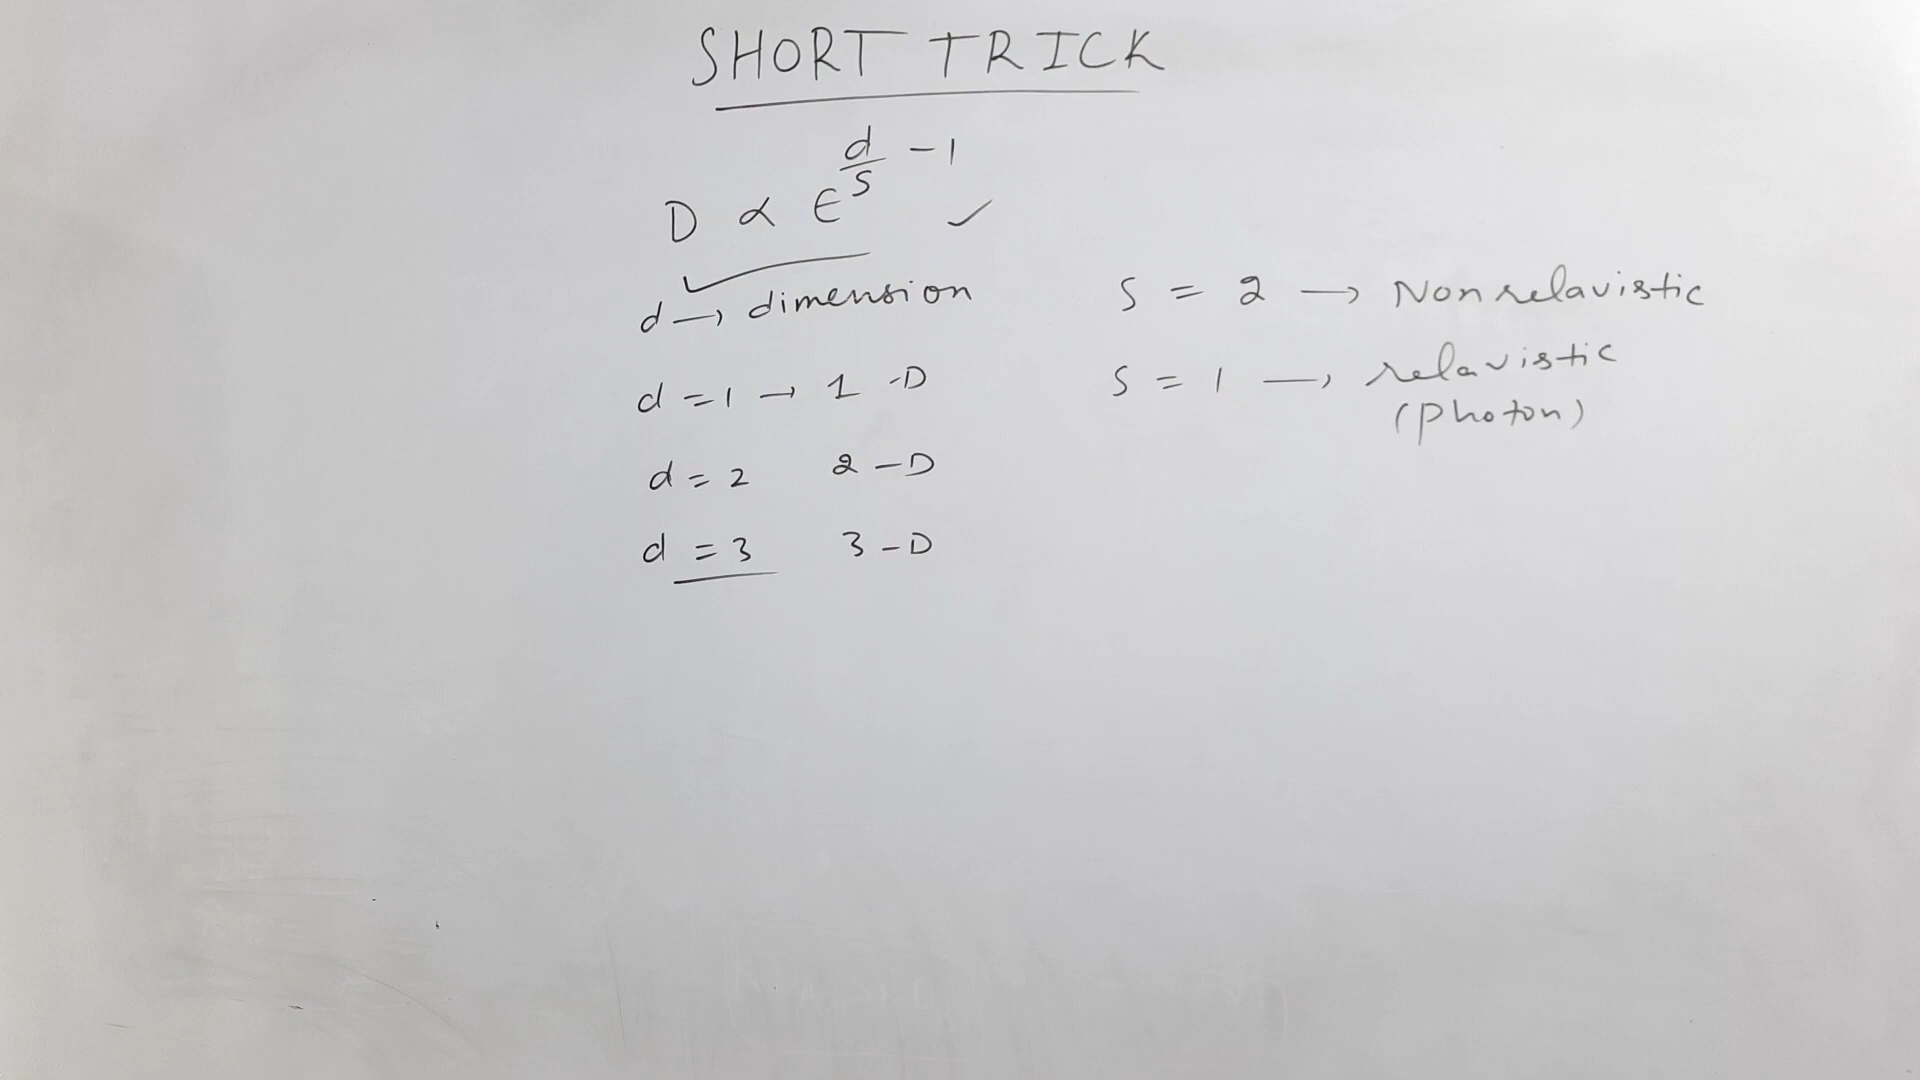 SHORT TRICK
D ∝ ∈^{d/s - 1} ✓
d → dimension
d = 1 → 1 -D
d = 2 2 - D
d = 3 3 - D
S = 2 → Nonrelavistic
S = 1 → relavistic
(photon)